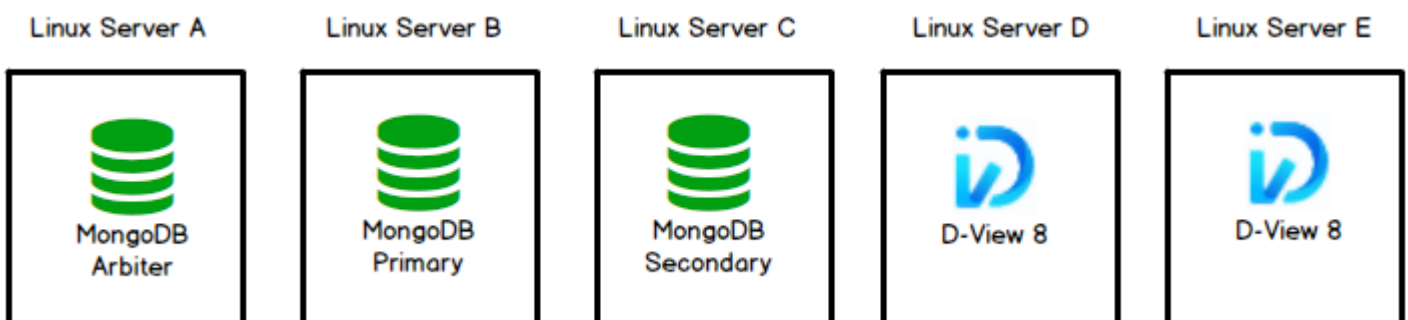 Linux Server A
Linux Server B
Linux Server C
Linux Server D
Linux Server E
MongoDB
Arbiter
MongoDB
Primary
MongoDB
Secondary
D-View 8
D-View 8